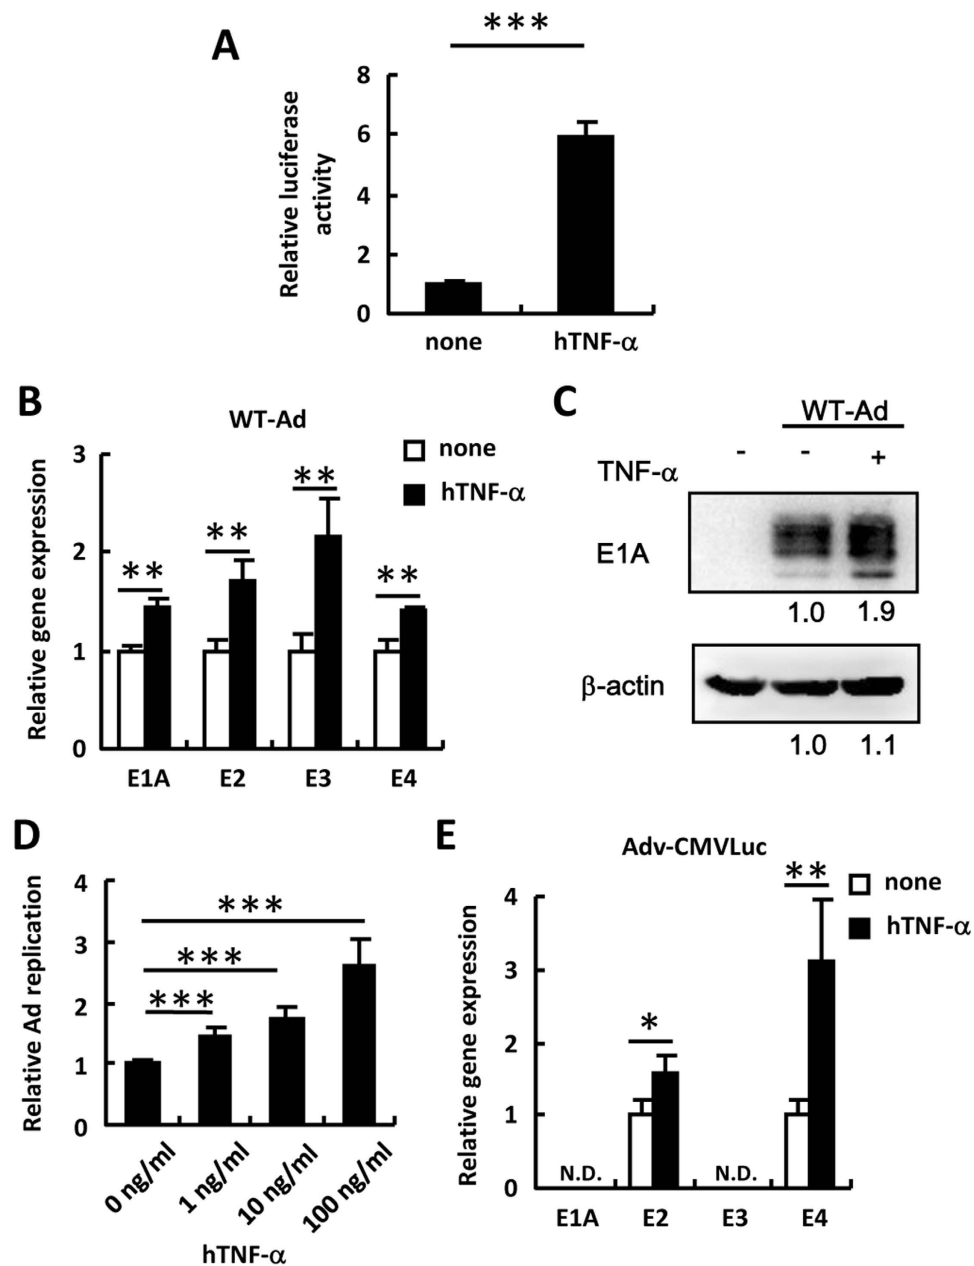 A
***
Relative luciferase
activity
8
6
4
2
0
none
hTNF-α
B
WT-Ad
none
hTNF-α
Relative gene expression
3
2
1
0
**
**
**
**
E1A
E2
E3
E4
C
WT-Ad
TNF-α
-
-
+
E1A
1.0
1.9
β-actin
1.0
1.1
D
Relative Ad replication
4
3
2
1
0
***
***
***
0 ng/ml
1 ng/ml
10 ng/ml
100 ng/ml
hTNF-α
E
Adv-CMVLuc
none
hTNF-α
Relative gene expression
4
3
2
1
0
N.D.
*
N.D.
**
E1A
E2
E3
E4